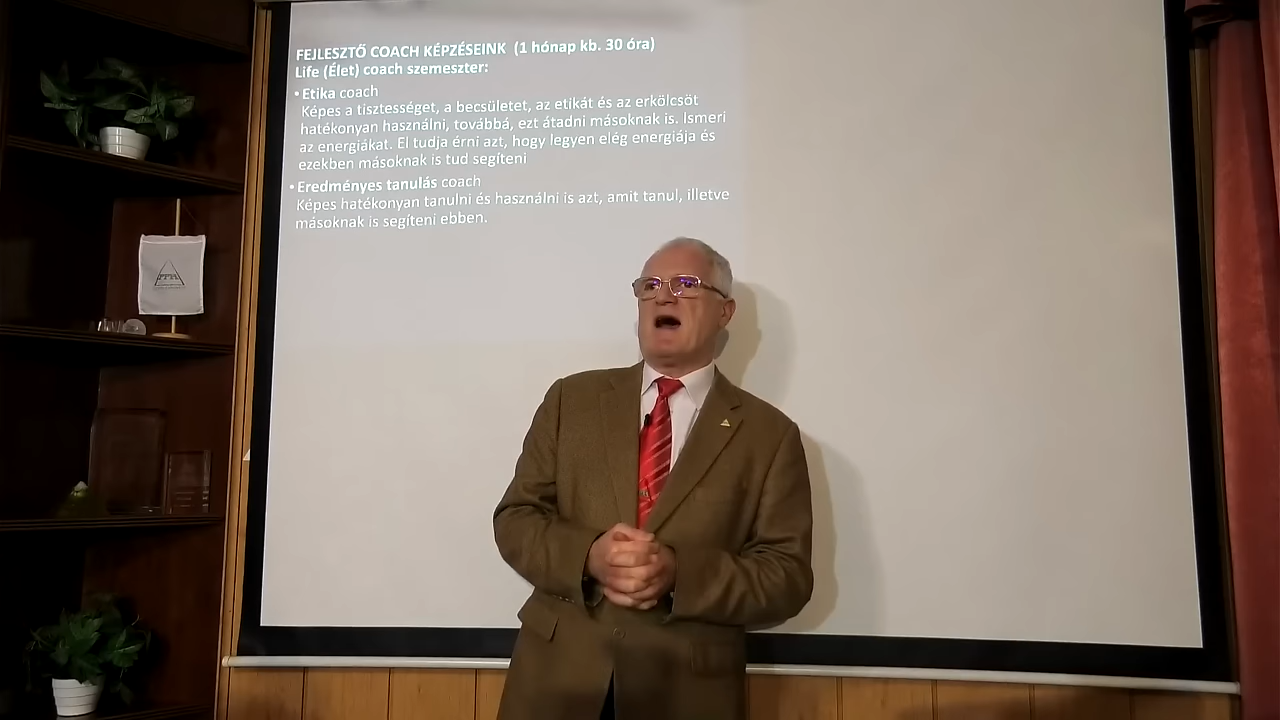 FEJLESZTŐ COACH KÉPZÉSEINK (1 hónap kb. 30 óra)
Life (Élet) coach szemeszter:
• Etika coach
Képes a tisztességet, a becsületet, az etikát és az erkölcsöt
hatékonyan használni, továbbá, ezt átadni másoknak is. Ismeri
az energiákat. El tudja érni azt, hogy legyen elég energiája és
ezekben másoknak is tud segíteni
• Eredményes tanulás coach
Képes hatékonyan tanulni és használni is azt, amit tanul, illetve
másoknak is segíteni ebben.